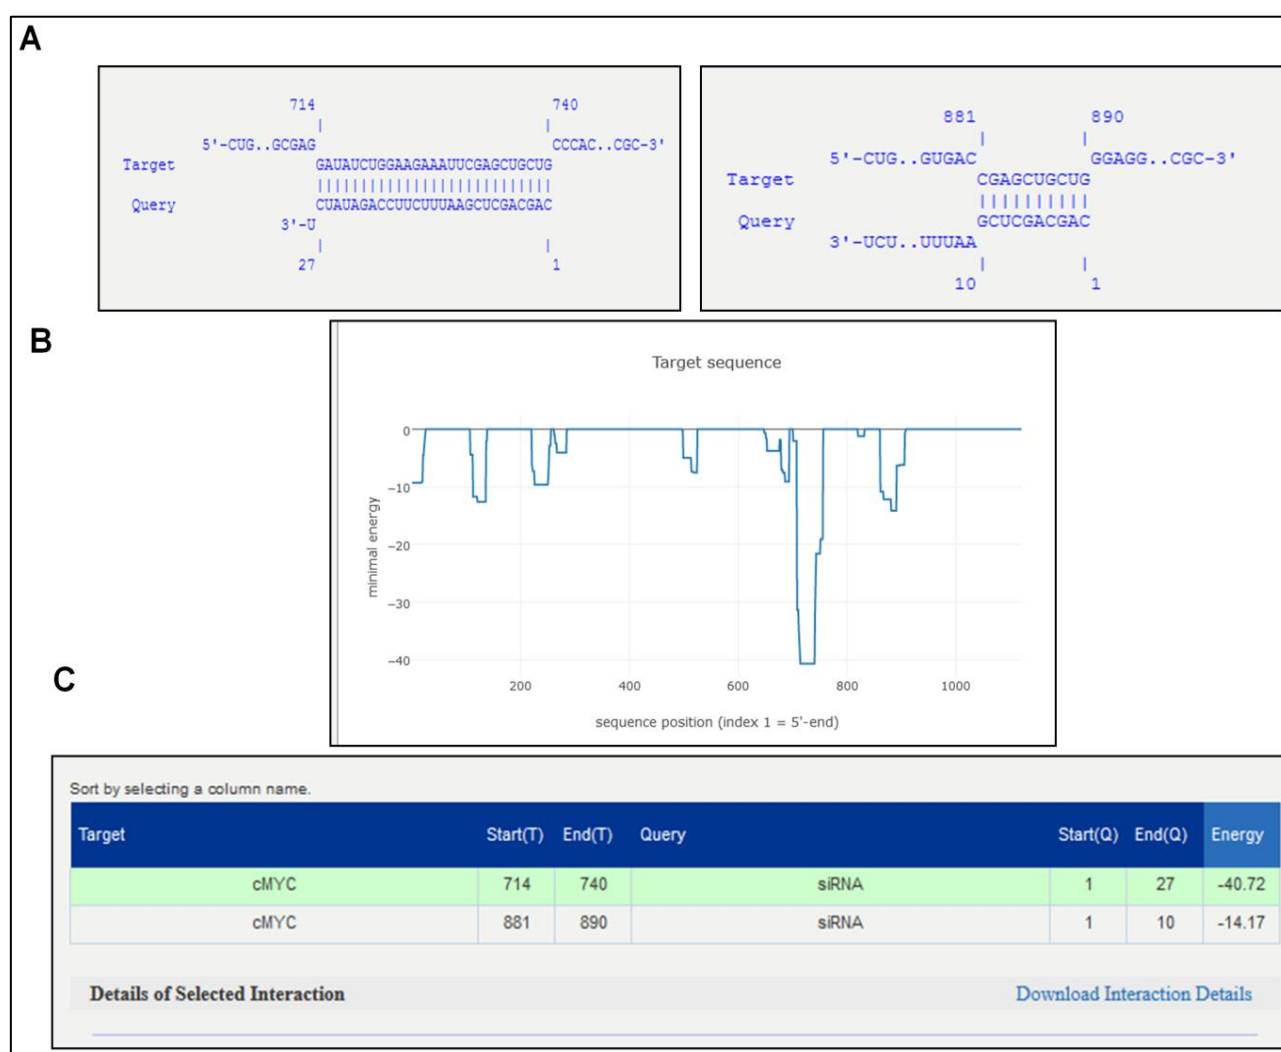 A
714 740
| |
5'-CUG..GCGAG CCCAC..CGC-3'
Target GAUAUCUGGAAGAAAUUCGAGCUGCUG
|||||||||||||||||||||||||||
Query CUAUAGACCUUCUUUAAGCUCGACGAC
3'-U
| |
27 1
881 890
| |
5'-CUG..GUGAC GGAGG..CGC-3'
Target CGAGCUGCUG
||||||||||
Query GCUCGACGAC
3'-UCU..UUUAA
| |
10 1
B
Target sequence
minimal energy
0
−10
−20
−30
−40
200 400 600 800 1000
sequence position (index 1 = 5'-end)
C
Sort by selecting a column name.
Target Start(T) End(T) Query Start(Q) End(Q) Energy
cMYC 714 740 siRNA 1 27 -40.72
cMYC 881 890 siRNA 1 10 -14.17
Details of Selected Interaction Download Interaction Details